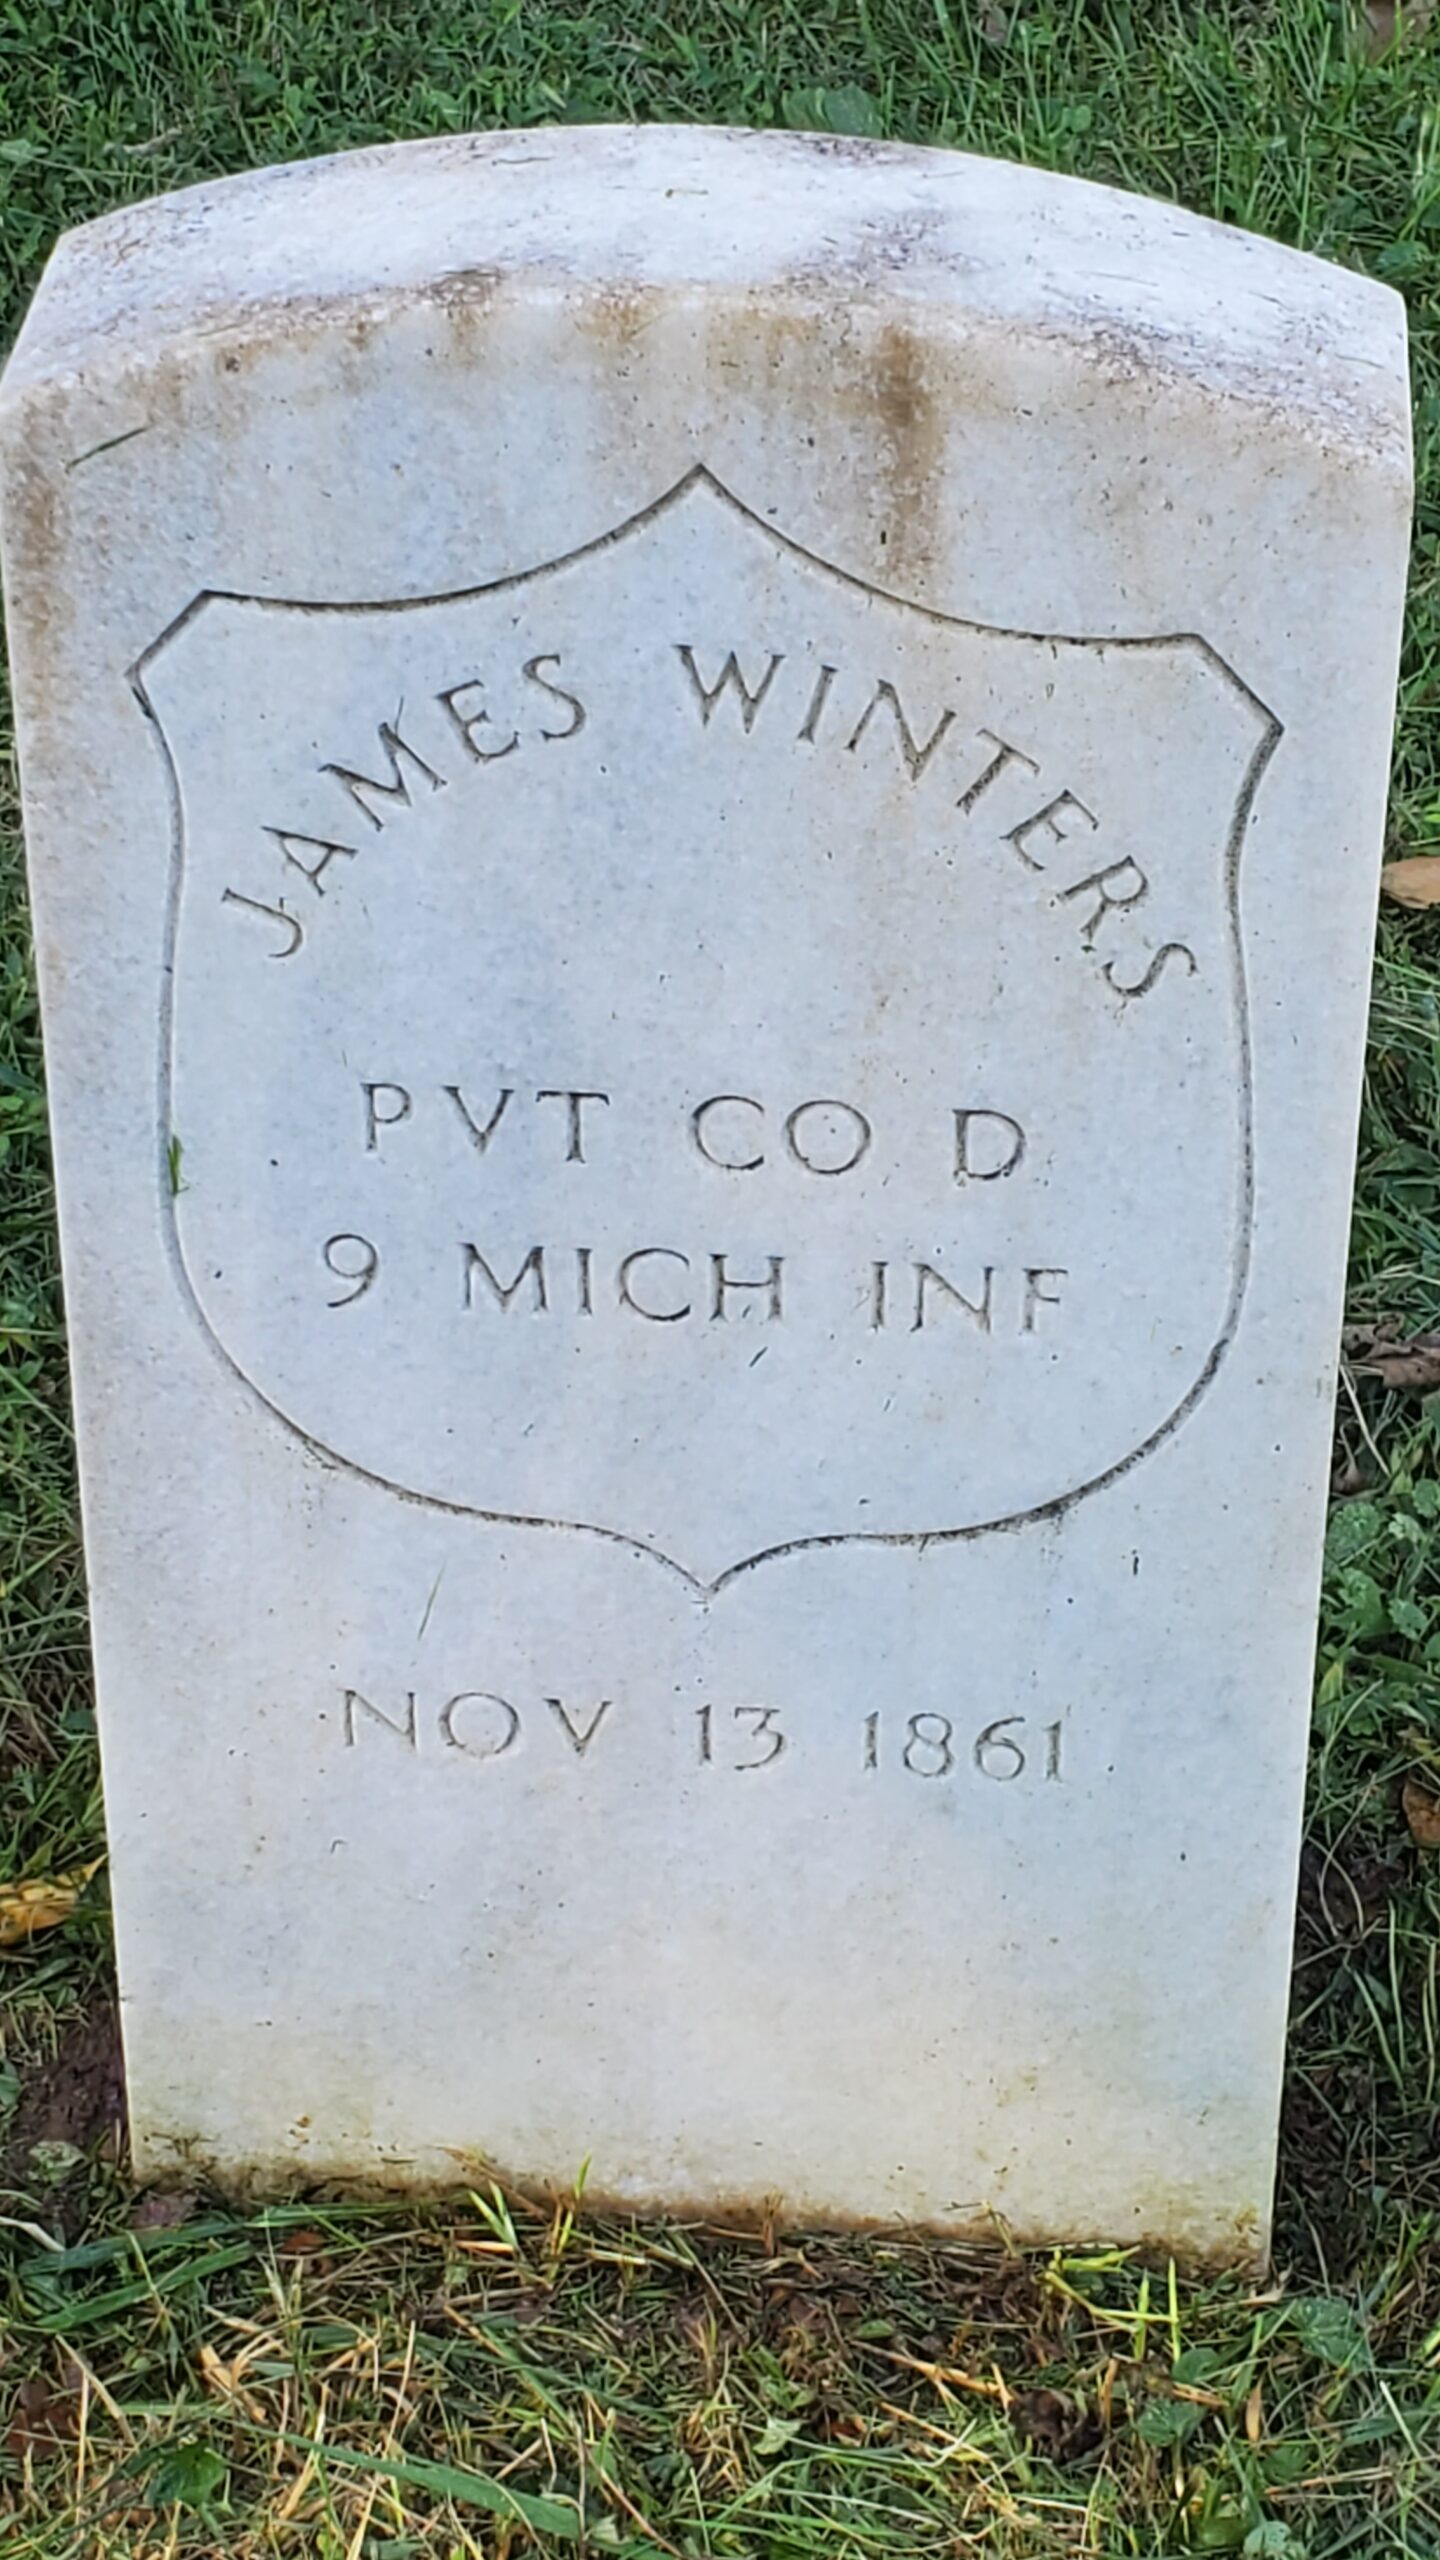 JAMES WINTERS
PVT CO D
9 MICH INF
NOV 13 1861